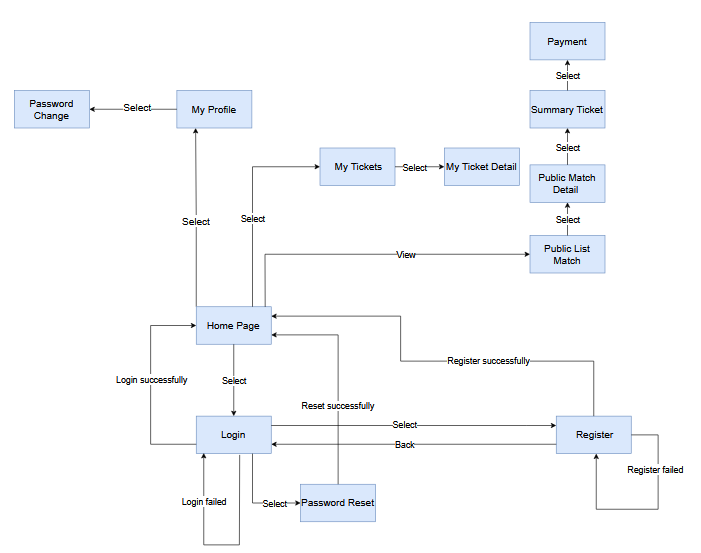 Payment
Select
Summary Ticket
Password
Change
Select
My Profile
Select
My Tickets
Select
My Ticket Detail
Public Match
Detail
Select
Select
Select
Public List
Match
View
Home Page
Register successfully
Login successfully
Select
Reset successfully
Login
Select
Back
Register
Register failed
Login failed
Select
Password Reset